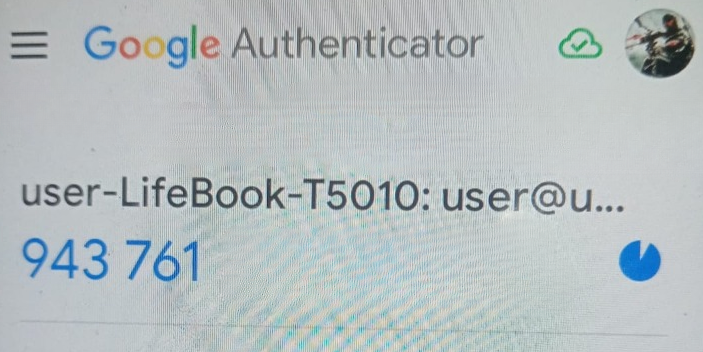 Google Authenticator
user-LifeBook-T5010: user@u...
943 761